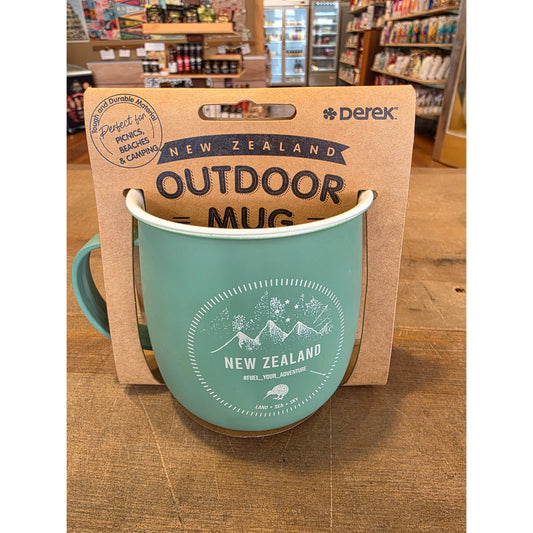 Tough and Durable Material
Perfect for
PICNICS,
BEACHES
& CAMPING
DEREK™
NEW ZEALAND
OUTDOOR
MUG
NEW ZEALAND
#FUEL_YOUR_ADVENTURE
LAND • SEA • SKY